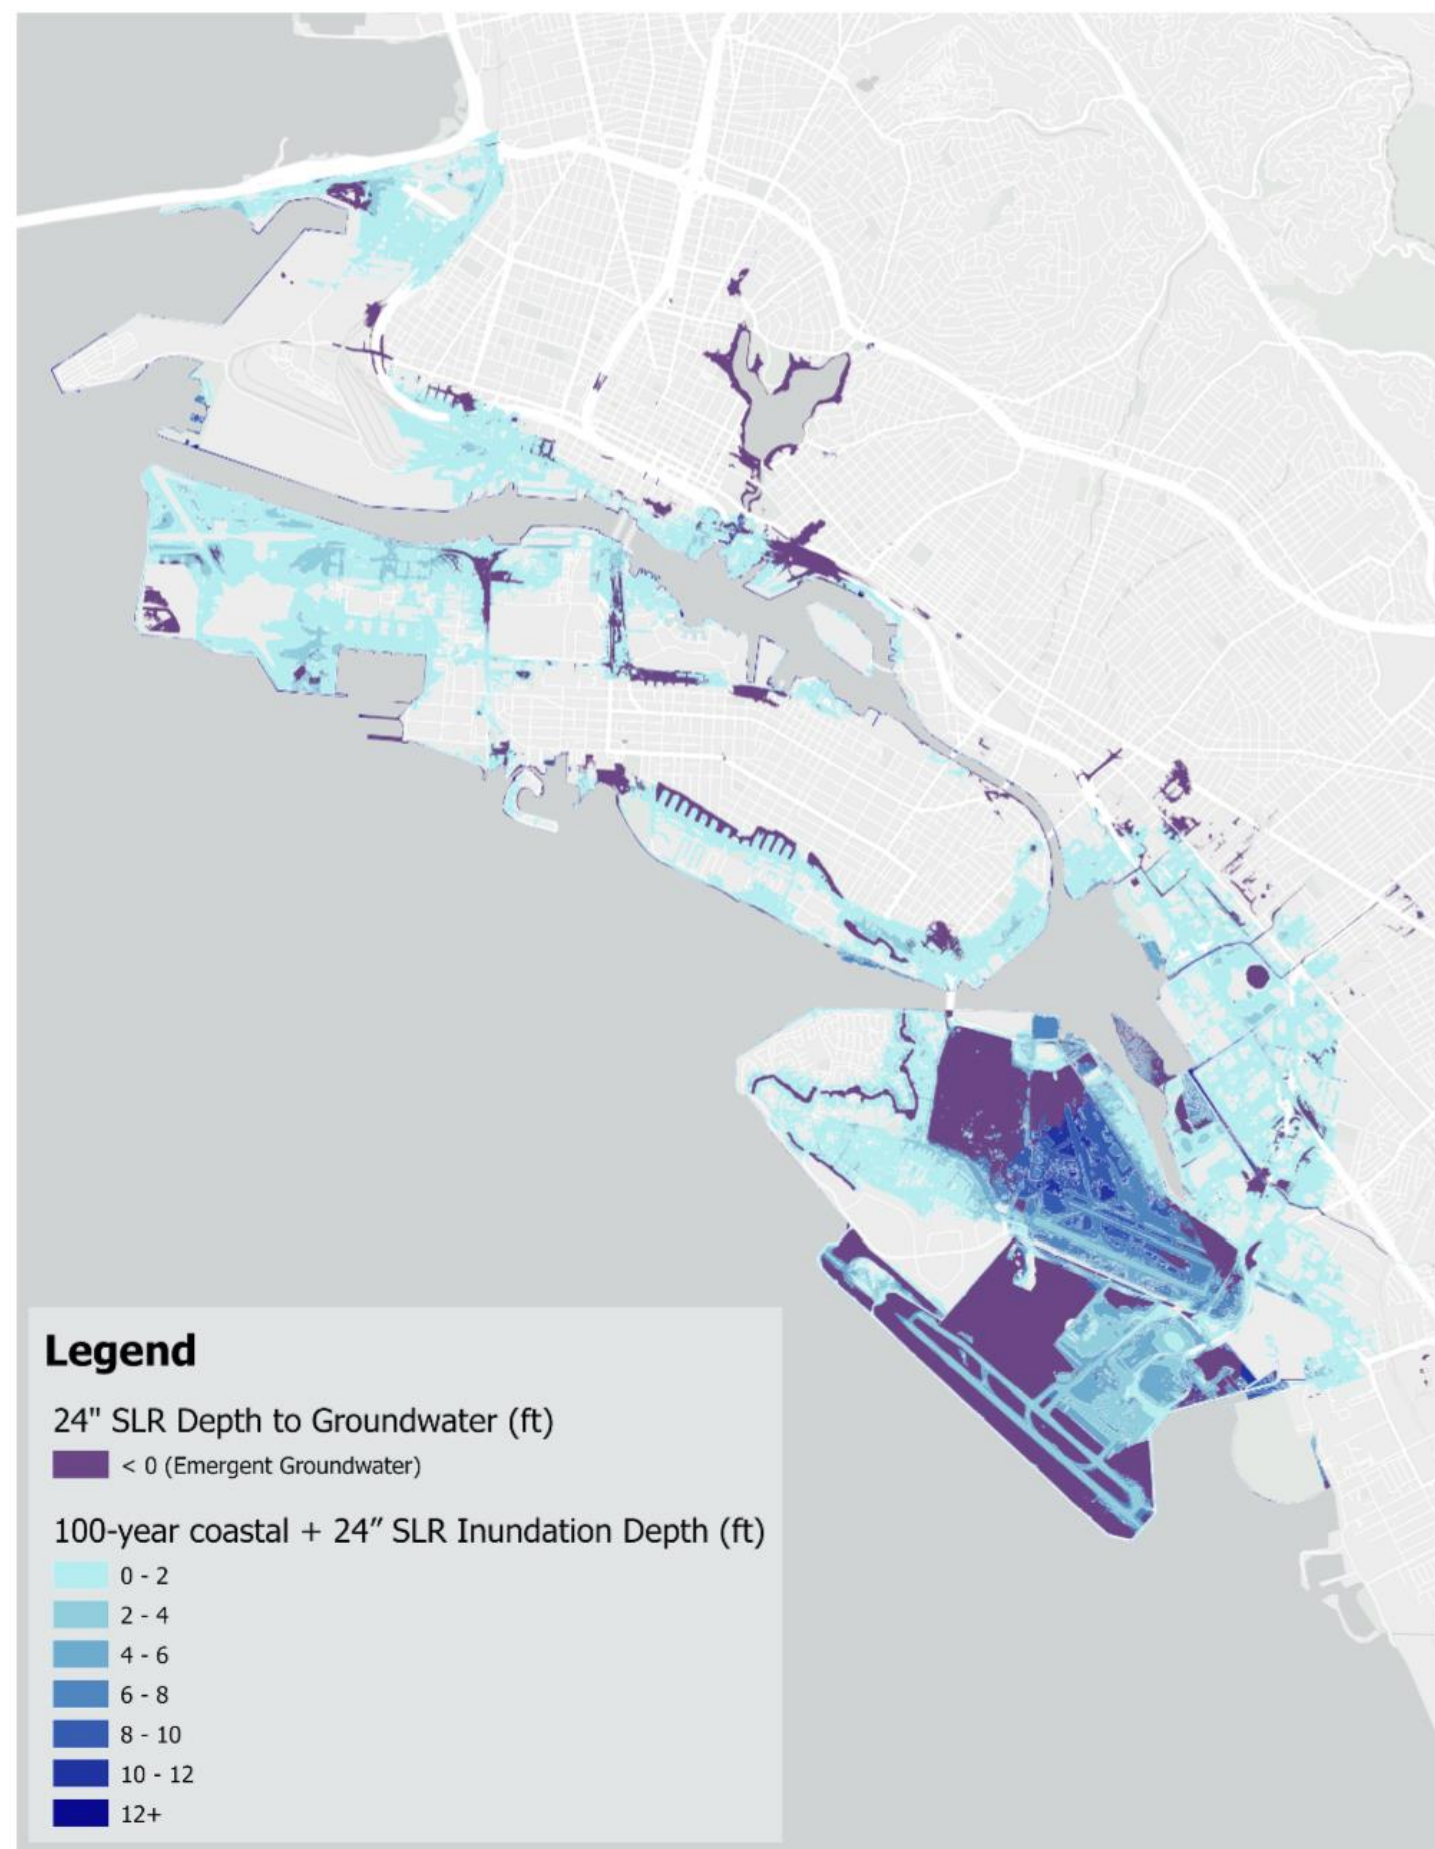 Legend
24" SLR Depth to Groundwater (ft)
< 0 (Emergent Groundwater)
100-year coastal + 24” SLR Inundation Depth (ft)
0 - 2
2 - 4
4 - 6
6 - 8
8 - 10
10 - 12
12+